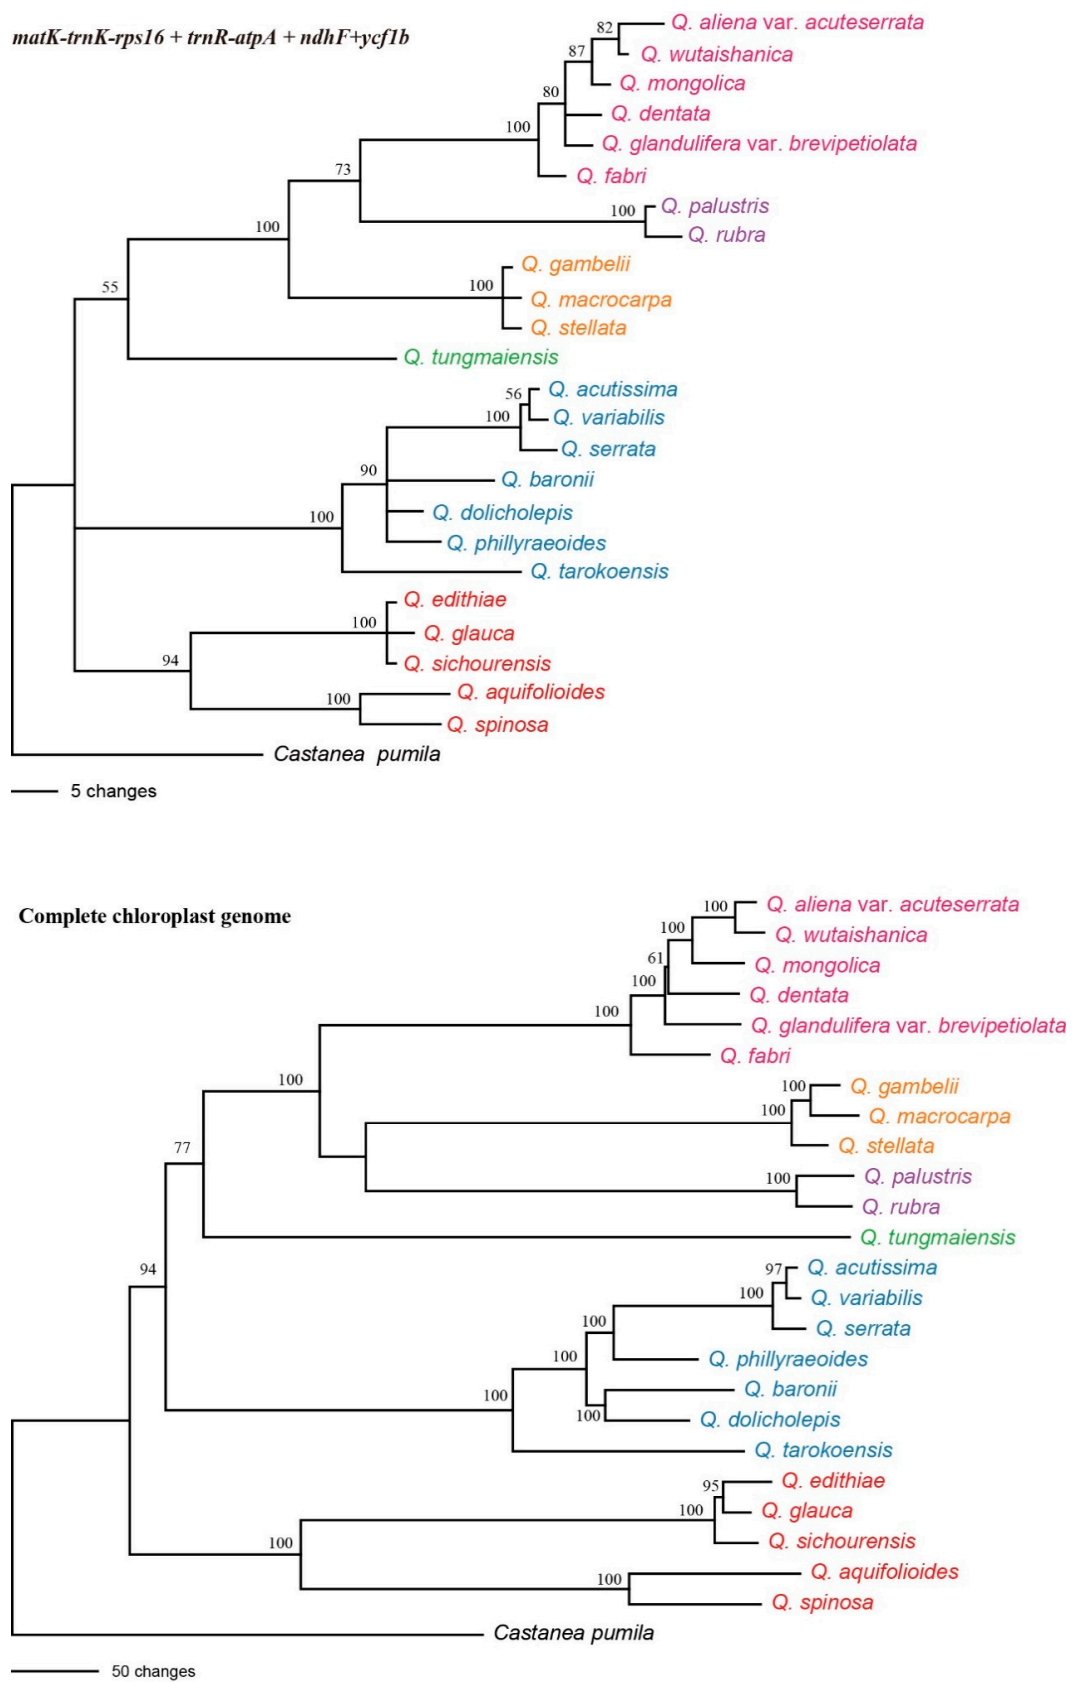 matK-trnK-rps16 + trnR-atpA + ndhF+ycf1b
82
Q. aliena var. acuteserrata
87
Q. wutaishanica
80
Q. mongolica
Q. dentata
100
Q. glandulifera var. brevipetiolata
73
Q. fabri
100
Q. palustris
100
Q. rubra
Q. gambelii
55
100
Q. macrocarpa
Q. stellata
Q. tungmaiensis
56
Q. acutissima
100
Q. variabilis
Q. serrata
90
Q. baronii
100
Q. dolicholepis
Q. phillyraeoides
Q. tarokoensis
Q. edithiae
100
Q. glauca
94
Q. sichourensis
100
Q. aquifolioides
Q. spinosa
Castanea pumila
5 changes
Complete chloroplast genome
100
Q. aliena var. acuteserrata
100
Q. wutaishanica
61
Q. mongolica
100
Q. dentata
100
Q. glandulifera var. brevipetiolata
Q. fabri
100
100
Q. gambelii
100
Q. macrocarpa
77
Q. stellata
100
Q. palustris
Q. rubra
Q. tungmaiensis
94
97
Q. acutissima
100
Q. variabilis
100
Q. serrata
100
Q. phillyraeoides
100
Q. baronii
100
Q. dolicholepis
Q. tarokoensis
95
Q. edithiae
100
Q. glauca
100
Q. sichourensis
100
Q. aquifolioides
Q. spinosa
Castanea pumila
50 changes